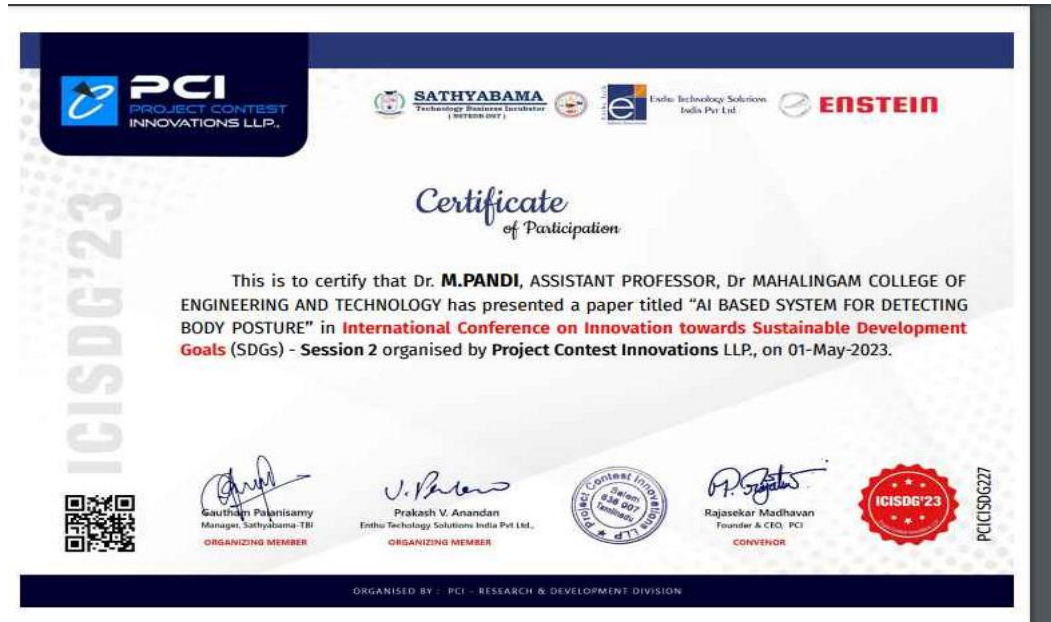 PCI
PROJECT CONTEST
INNOVATIONS LLP.,
SATHYABAMA
Technology Business Incubator
( NSTEDB-DST )
Enthu Technology Solutions
India Pvt Ltd
ENSTEIN
Certificate
of Participation
ICISDG'23
This is to certify that Dr. M.PANDI, ASSISTANT PROFESSOR, Dr MAHALINGAM COLLEGE OF
ENGINEERING AND TECHNOLOGY has presented a paper titled “AI BASED SYSTEM FOR DETECTING
BODY POSTURE” in International Conference on Innovation towards Sustainable Development
Goals (SDGs) - Session 2 organised by Project Contest Innovations LLP., on 01-May-2023.
Gautham Palanisamy
Manager, Sathyabama-TBI
ORGANIZING MEMBER
Prakash V. Anandan
Enthu Techology Solutions India Pvt Ltd.,
ORGANIZING MEMBER
Project Contest Innovations LLP
Salem
636 007
Tamilnadu
Rajasekar Madhavan
Founder & CEO, PCI
CONVENOR
ICISDG'23
PCICISDG227
ORGANISED BY : PCI - RESEARCH & DEVELOPMENT DIVISION